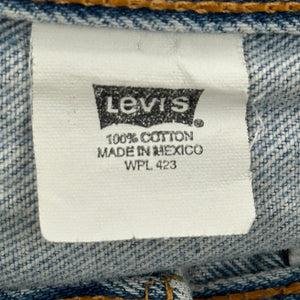 Levi's
100% COTTON
MADE IN MEXICO
WPL 423